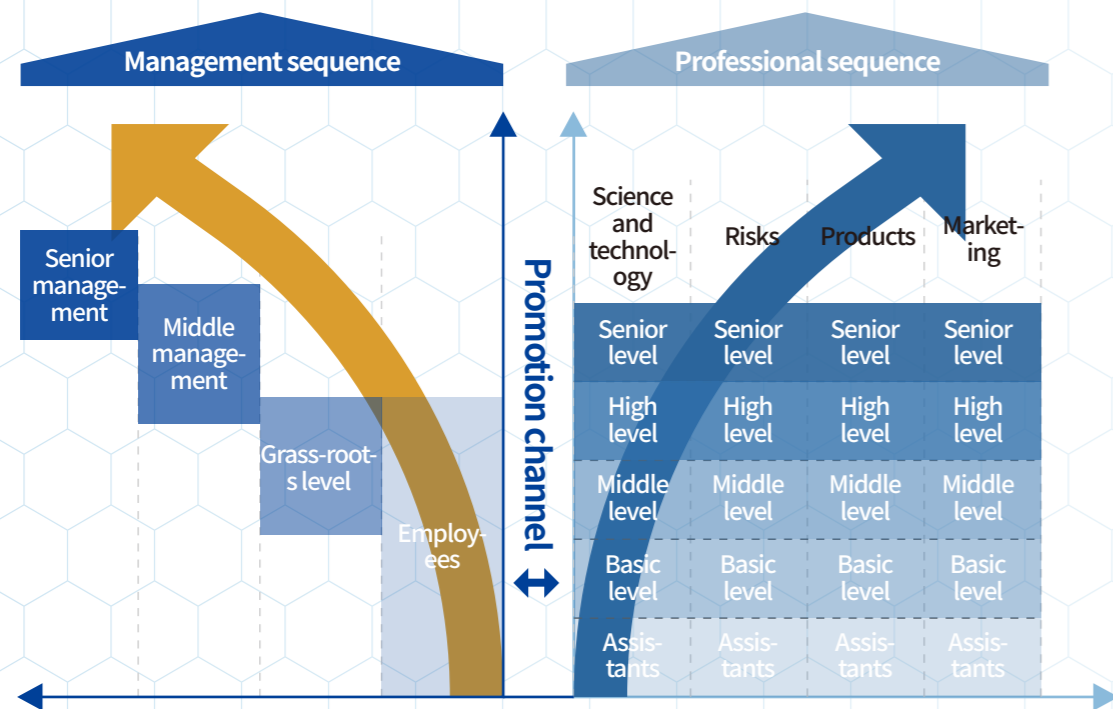 Management sequence
Professional sequence
Senior
manage-
ment
Middle
manage-
ment
Grass-root-
s level
Employ-
ees
Promotion channel
Science
and
technol-
ogy
Risks
Products
Market-
ing
Senior
level
Senior
level
Senior
level
Senior
level
High
level
High
level
High
level
High
level
Middle
level
Middle
level
Middle
level
Middle
level
Basic
level
Basic
level
Basic
level
Basic
level
Assis-
tants
Assis-
tants
Assis-
tants
Assis-
tants